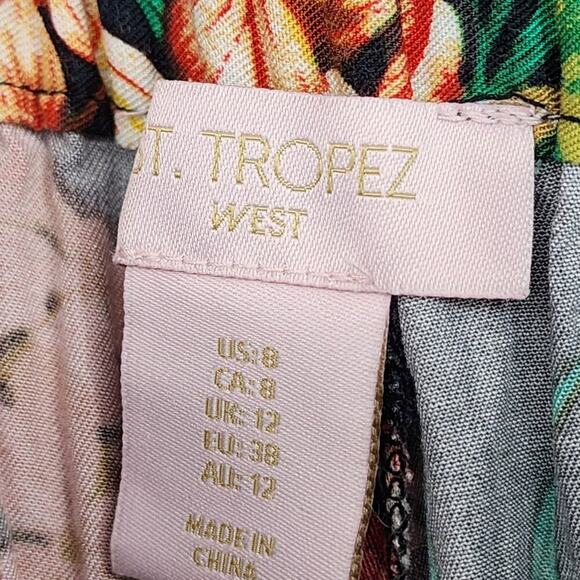 ST. TROPEZ
WEST
US: 8
CA: 8
UK: 12
EU: 38
AU: 12
MADE IN
CHINA